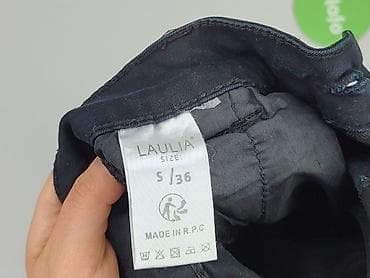 LAULIA
SIZE
S/36
MADE IN R.P.C